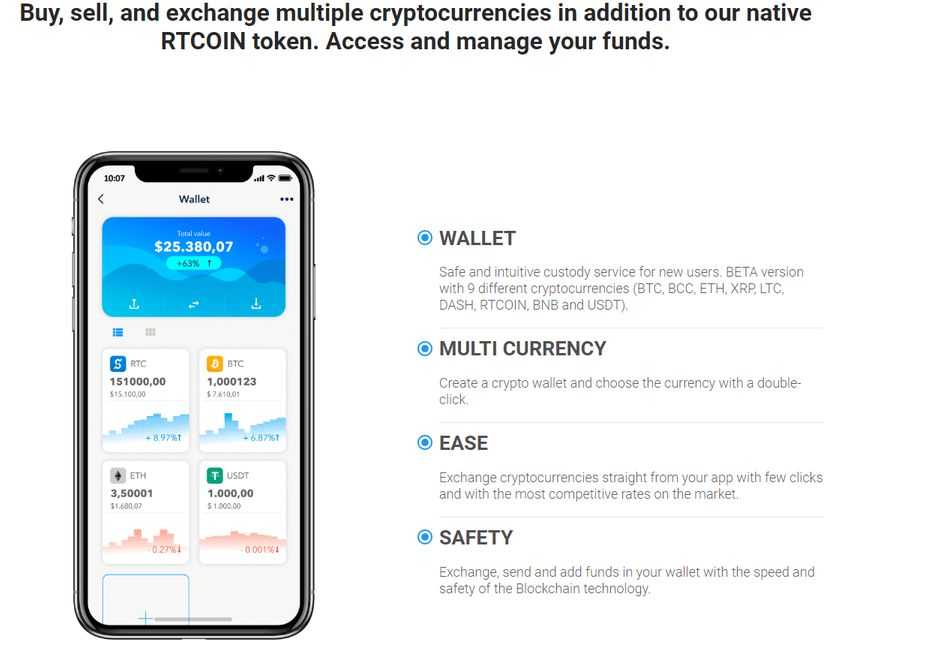 Buy, sell, and exchange multiple cryptocurrencies in addition to our native
RTCOIN token. Access and manage your funds.
10:07
Wallet
Total value
$25.380,07
+63% ↑
RTC
151000,00
$15.100,00
+ 8.97%↑
BTC
1,000123
$ 7.610,01
+ 6.87%↑
ETH
3,50001
$1.680,07
- 0.27%↓
USDT
1.000,00
$ 1.000,00
- 0.001%↓
WALLET
Safe and intuitive custody service for new users. BETA version
with 9 different cryptocurrencies (BTC, BCC, ETH, XRP, LTC,
DASH, RTCOIN, BNB and USDT).
MULTI CURRENCY
Create a crypto wallet and choose the currency with a double-
click.
EASE
Exchange cryptocurrencies straight from your app with few clicks
and with the most competitive rates on the market.
SAFETY
Exchange, send and add funds in your wallet with the speed and
safety of the Blockchain technology.